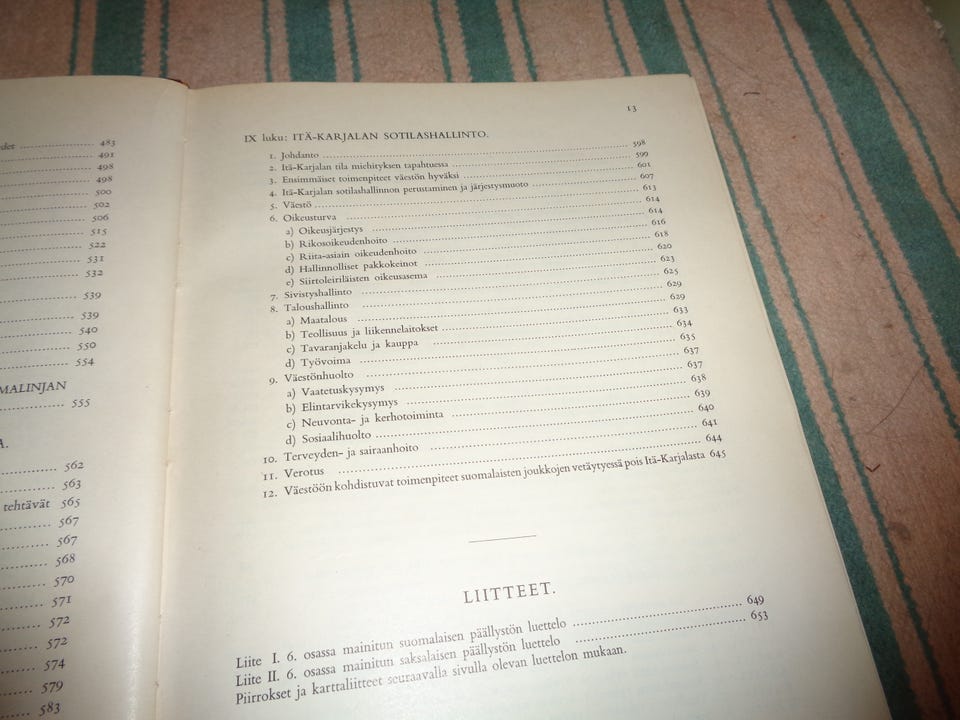 483
491
498
498
500
502
506
515
522
531
532
539
539
540
550
554
MALINJAN
555
A.
562
563
tehtävät 565
567
567
568
570
571
572
572
574
579
583
13
IX luku: ITÄ-KARJALAN SOTILASHALLINTO.
1. Johdanto 598
2. Itä-Karjalan tila miehityksen tapahtuessa 599
3. Ensimmäiset toimenpiteet väestön hyväksi 601
4. Itä-Karjalan sotilashallinnon perustaminen ja järjestysmuoto 607
5. Väestö 613
6. Oikeusturva 614
a) Oikeusjärjestys 614
b) Rikosoikeudenhoito 616
c) Riita-asiain oikeudenhoito 618
d) Hallinnolliset pakkokeinot 620
e) Siirtoleiriläisten oikeusasema 623
7. Sivistyshallinto 625
8. Taloushallinto 629
a) Maatalous 629
b) Teollisuus ja liikennelaitokset 633
c) Tavaranjakelu ja kauppa 634
d) Työvoima 635
9. Väestönhuolto 637
a) Vaatetuskysymys 637
b) Elintarvikekysymys 638
c) Neuvonta- ja kerhotoiminta 639
d) Sosiaalihuolto 640
10. Terveyden- ja sairaanhoito 641
11. Verotus 644
12. Väestöön kohdistuvat toimenpiteet suomalaisten joukkojen vetäytyessä pois Itä-Karjalasta 645
LIITTEET.
Liite I. 6. osassa mainitun suomalaisen päällystön luettelo 649
Liite II. 6. osassa mainitun saksalaisen päällystön luettelo 653
Piirrokset ja karttaliitteet seuraavalla sivulla olevan luettelon mukaan.